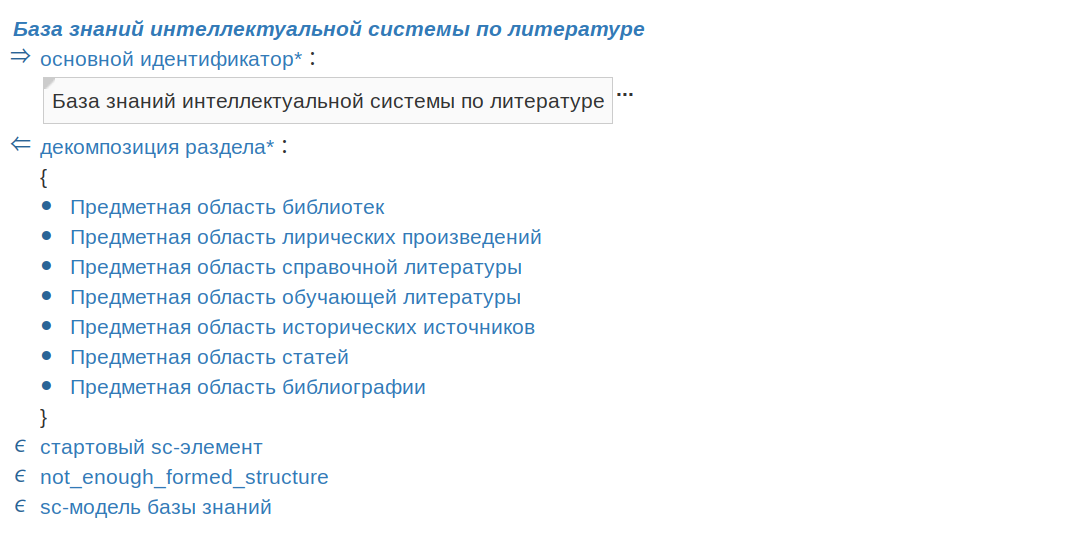 База знаний интеллектуальной системы по литературе
⇒ основной идентификатор* :
База знаний интеллектуальной системы по литературе ...
⇐ декомпозиция раздела* :
{
● Предметная область библиотек
● Предметная область лирических произведений
● Предметная область справочной литературы
● Предметная область обучающей литературы
● Предметная область исторических источников
● Предметная область статей
● Предметная область библиографии
}
ϵ стартовый sc-элемент
ϵ not_enough_formed_structure
ϵ sc-модель базы знаний